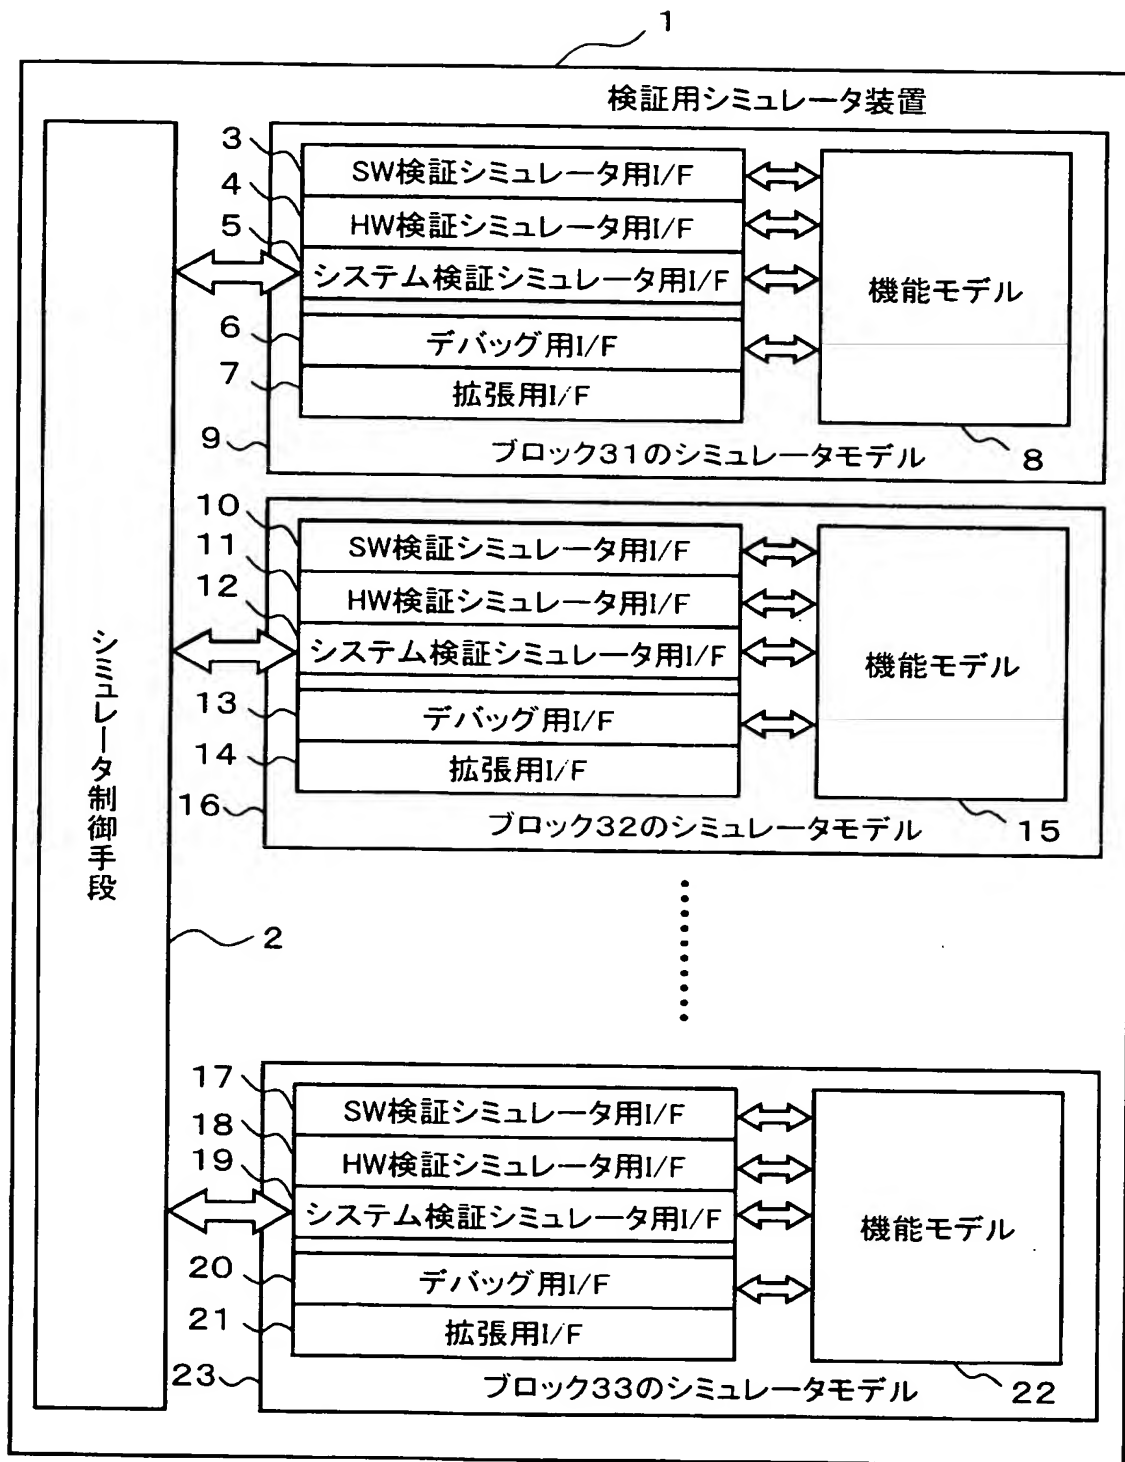 1
検証用シミュレータ装置
3
SW検証シミュレータ用I/F
4
HW検証シミュレータ用I/F
5
システム検証シミュレータ用I/F
機能モデル
6
デバッグ用I/F
7
拡張用I/F
9
ブロック31のシミュレータモデル
8
10
SW検証シミュレータ用I/F
11
HW検証シミュレータ用I/F
12
システム検証シミュレータ用I/F
機能モデル
13
デバッグ用I/F
14
拡張用I/F
16
ブロック32のシミュレータモデル
15
シミュレータ制御手段
2
17
SW検証シミュレータ用I/F
18
HW検証シミュレータ用I/F
19
システム検証シミュレータ用I/F
機能モデル
20
デバッグ用I/F
21
拡張用I/F
23
ブロック33のシミュレータモデル
22